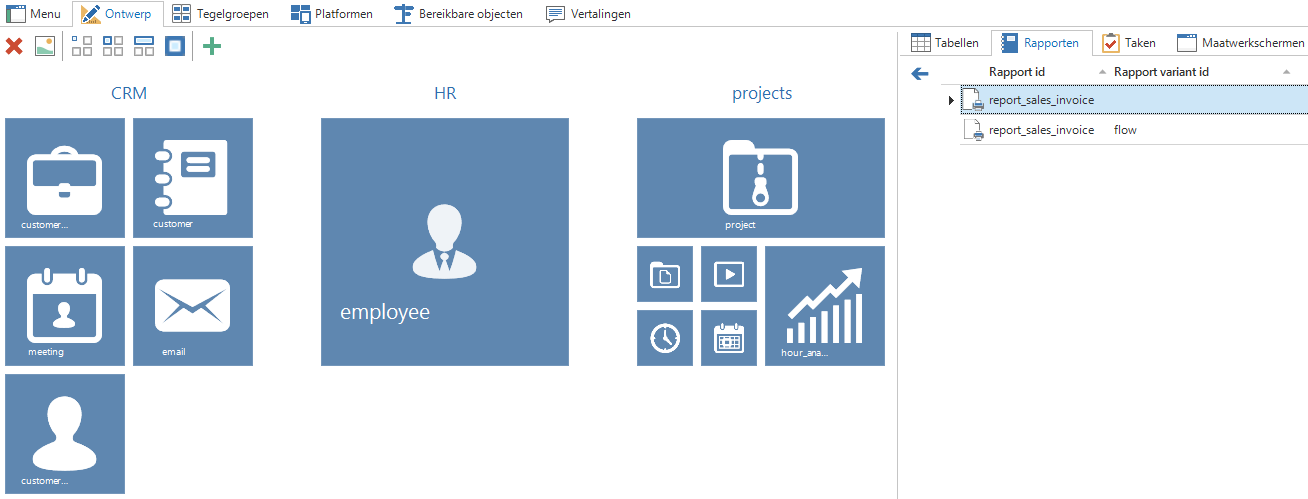 Menu Ontwerp Tegelgroepen Platformen Bereikbare objecten Vertalingen
Tabellen Rapporten Taken Maatwerkschermen
Rapport id Rapport variant id
report_sales_invoice
report_sales_invoice flow
CRM HR projects
customer... customer project
employee
meeting email hour_ana...
customer...